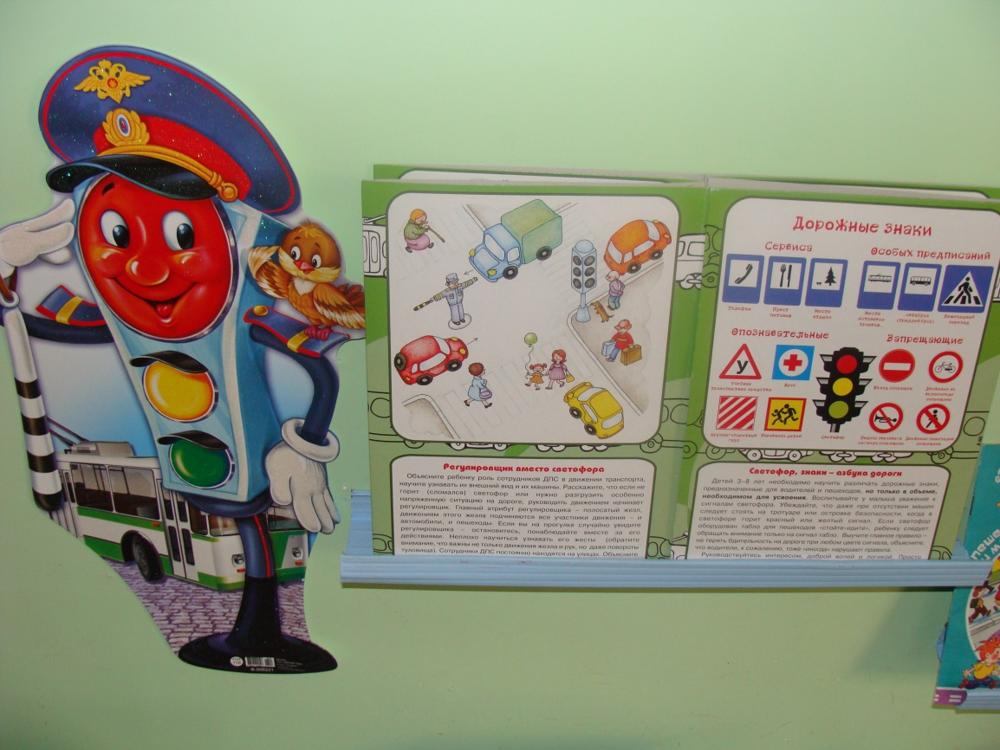 Дорожные знаки
Сервиса
Особых предписаний
Телефон
Пункт
питания
Место
отдыха
Место
остановки
трамвая
Пешеходный
переход
Опознавательные
Запрещающие
У
Учебное
транспортное средство
Врач
Въезд запрещен
Движение на
велосипедах
запрещено
Крупногабаритный
груз
Перевозка детей
Светофор
Подача звукового
сигнала запрещена
Движение пешеходов
запрещено
Регулировщик вместо светофора
Объясните ребенку роль сотрудников ДПС в движении транспорта,
научите узнавать их внешний вид и их машины. Расскажите, что если не
горит (сломался) светофор или нужно разгрузить особенно
напряженную ситуацию на дороге, руководить движением начинает
регулировщик. Главный атрибут регулировщика – полосатый жезл,
движениям этого жезла подчиняются все участники движения – и
автомобили, и пешеходы. Если вы на прогулке случайно увидите
регулировщика – остановитесь, понаблюдайте вместе за его
действиями. Неплохо научиться узнавать его жесты (обратите
внимание, что важны не только движения жезла и рук, но даже повороты
туловища). Сотрудники ДПС постоянно находятся на улицах. Объясните
Светофор, знаки – азбука дороги
Детей 3–8 лет необходимо научить различать дорожные знаки,
предназначенные для водителей и пешеходов, но только в объеме,
необходимом для усвоения. Воспитывайте у малыша уважение к
сигналам светофора. Убеждайте, что даже при отсутствии машин
следует стоять на тротуаре или островке безопасности, когда в
светофоре горит красный или желтый сигнал. Если светофор
оборудован табло для пешеходов «стойте-идите», ребенку следует
обращать внимание только на сигнал табло. Выучите главное правило –
не терять бдительность на дороге при любом цвете сигнала, объясните,
что водители, к сожалению, тоже «иногда» нарушают правила.
Руководствуйтесь интересом, доброй волей и логикой. Просто